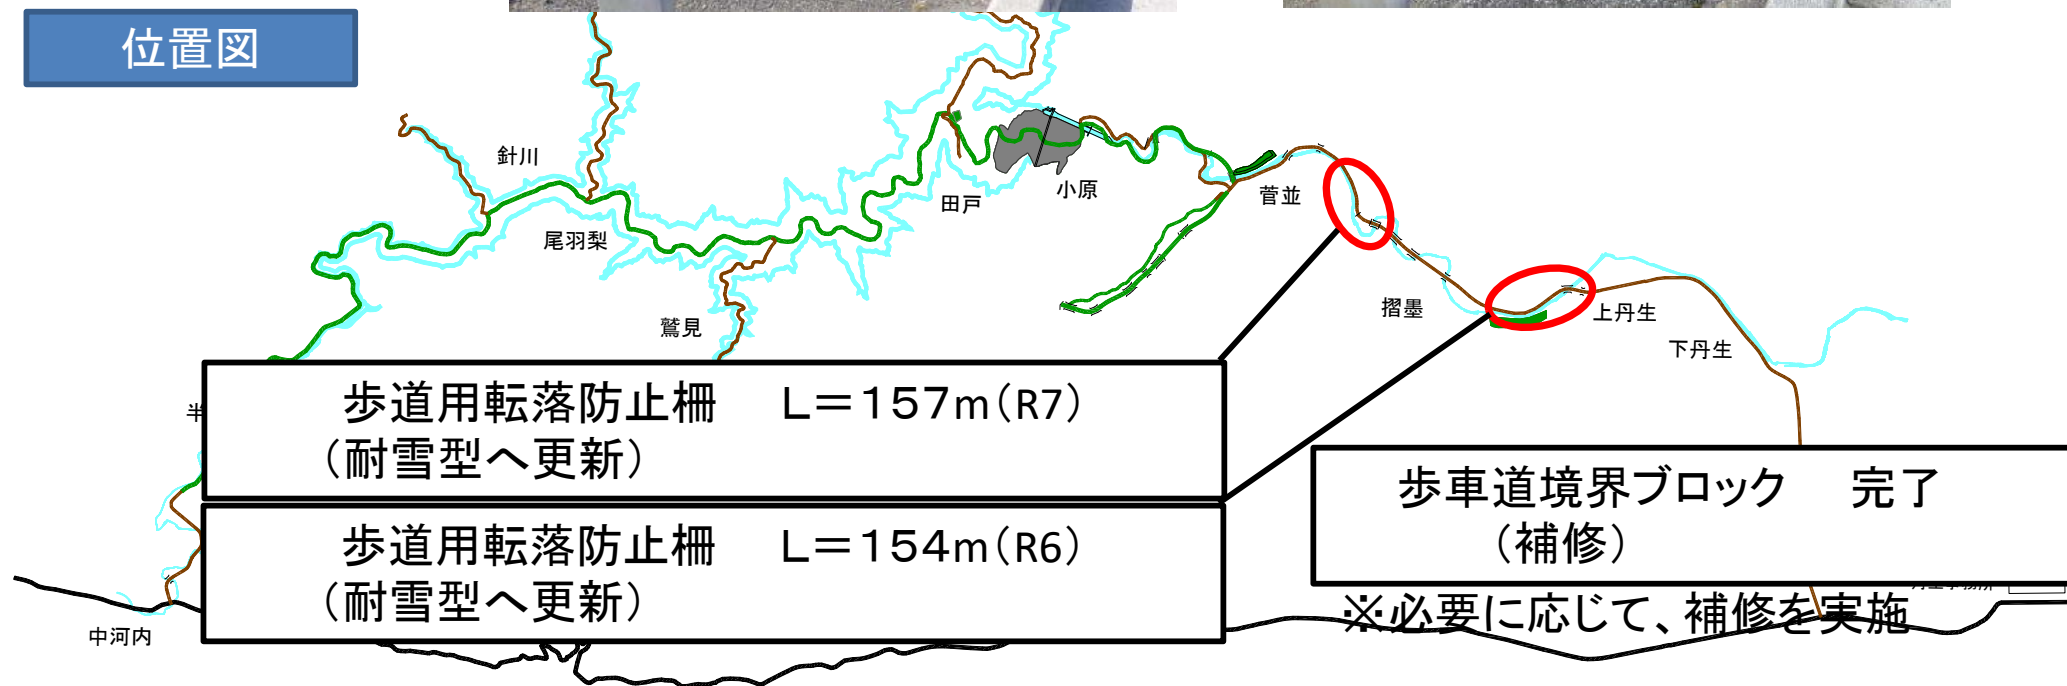 位置図
針川
尾羽梨
鷲見
田戸
小原
菅並
摺墨
上丹生
下丹生
半
歩道用転落防止柵　L＝157m（R7）
（耐雪型へ更新）
歩道用転落防止柵　L＝154m（R6）
（耐雪型へ更新）
歩車道境界ブロック　完了
（補修）
※必要に応じて、補修を実施
中河内